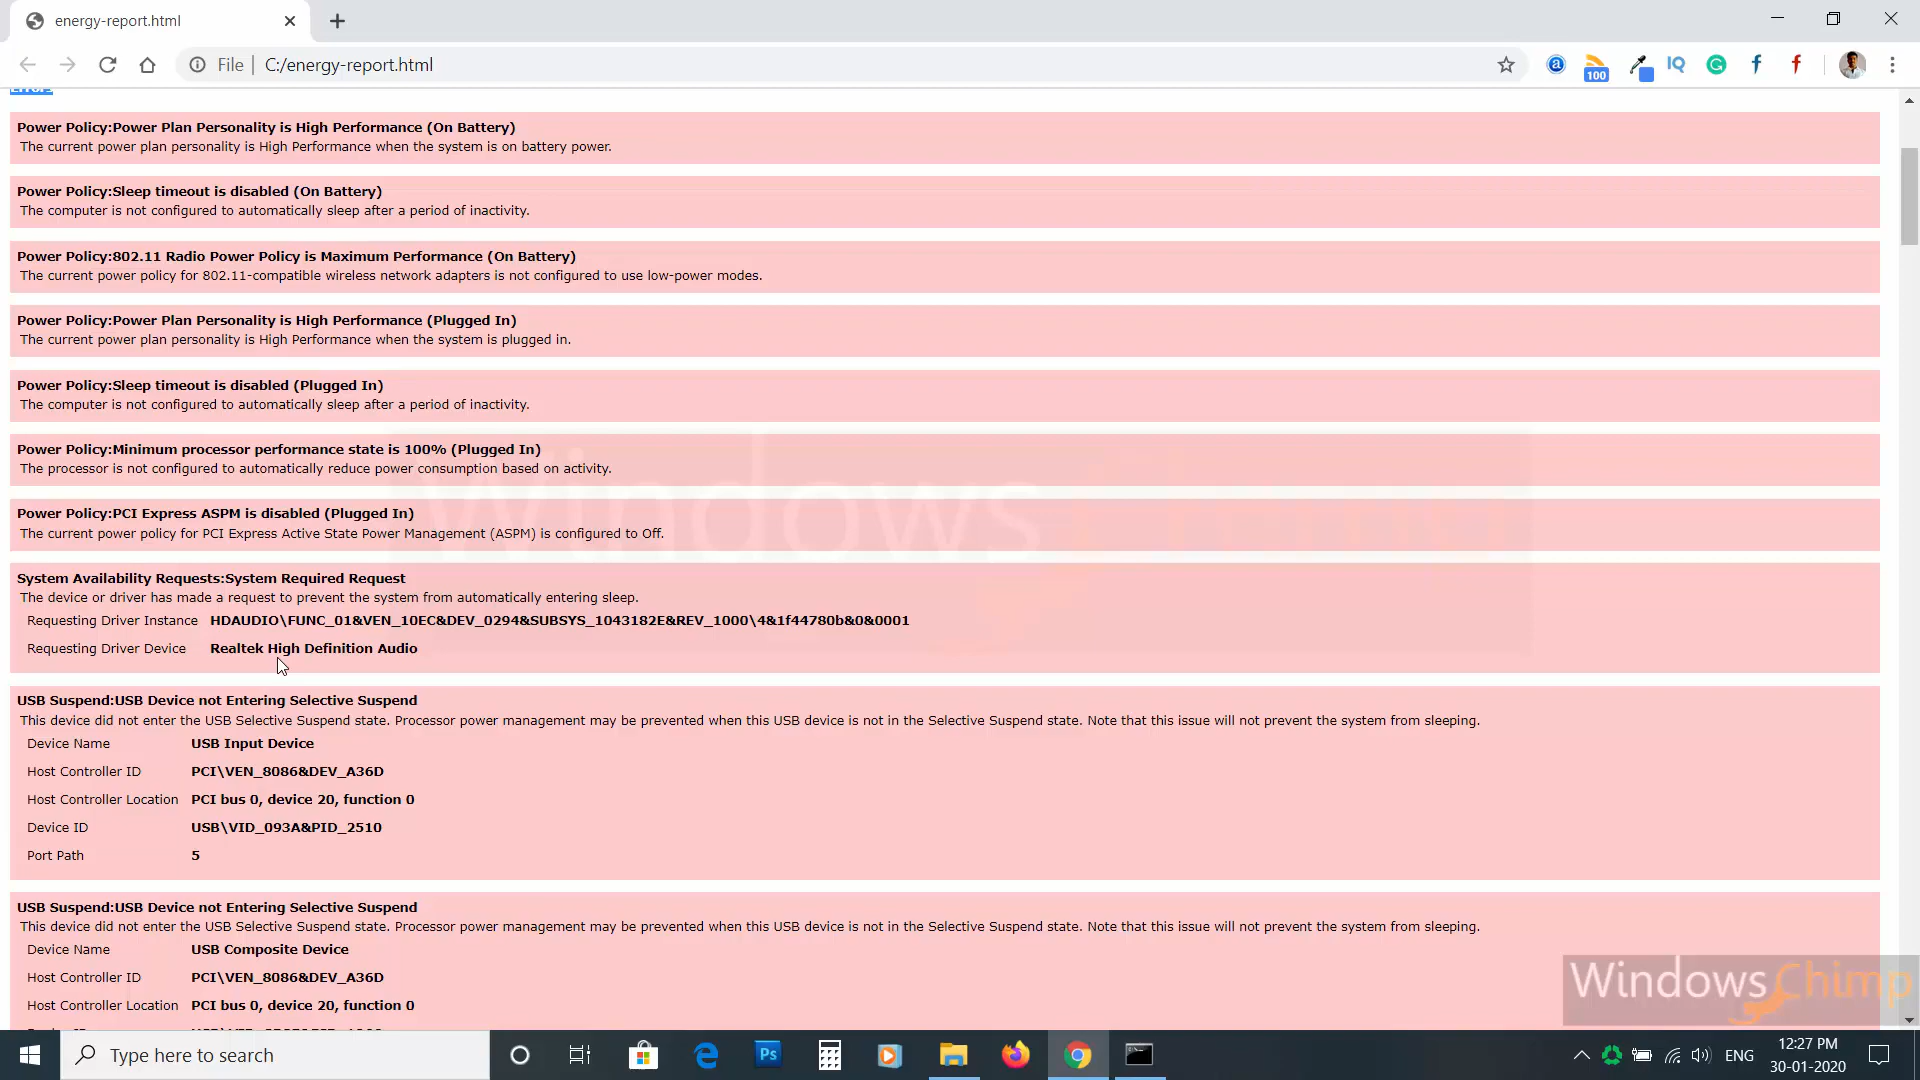 energy-report.html
File
C:/energy-report.html
100
IQ
Errors
Power Policy:Power Plan Personality is High Performance (On Battery)
The current power plan personality is High Performance when the system is on battery power.
Power Policy:Sleep timeout is disabled (On Battery)
The computer is not configured to automatically sleep after a period of inactivity.
Power Policy:802.11 Radio Power Policy is Maximum Performance (On Battery)
The current power policy for 802.11-compatible wireless network adapters is not configured to use low-power modes.
Power Policy:Power Plan Personality is High Performance (Plugged In)
The current power plan personality is High Performance when the system is plugged in.
Power Policy:Sleep timeout is disabled (Plugged In)
The computer is not configured to automatically sleep after a period of inactivity.
Power Policy:Minimum processor performance state is 100% (Plugged In)
The processor is not configured to automatically reduce power consumption based on activity.
Power Policy:PCI Express ASPM is disabled (Plugged In)
The current power policy for PCI Express Active State Power Management (ASPM) is configured to Off.
Windows
System Availability Requests:System Required Request
The device or driver has made a request to prevent the system from automatically entering sleep.
Requesting Driver Instance HDAUDIO\FUNC_01&VEN_10EC&DEV_0294&SUBSYS_1043182E&REV_1000\4&1f44780b&0&0001
Requesting Driver Device Realtek High Definition Audio
USB Suspend:USB Device not Entering Selective Suspend
This device did not enter the USB Selective Suspend state. Processor power management may be prevented when this USB device is not in the Selective Suspend state. Note that this issue will not prevent the system from sleeping.
Device Name USB Input Device
Host Controller ID PCI\VEN_8086&DEV_A36D
Host Controller Location PCI bus 0, device 20, function 0
Device ID USB\VID_093A&PID_2510
Port Path 5
USB Suspend:USB Device not Entering Selective Suspend
This device did not enter the USB Selective Suspend state. Processor power management may be prevented when this USB device is not in the Selective Suspend state. Note that this issue will not prevent the system from sleeping.
Device Name USB Composite Device
Host Controller ID PCI\VEN_8086&DEV_A36D
Host Controller Location PCI bus 0, device 20, function 0
Windows Chimp
Type here to search
Ps
ENG
12:27 PM
30-01-2020